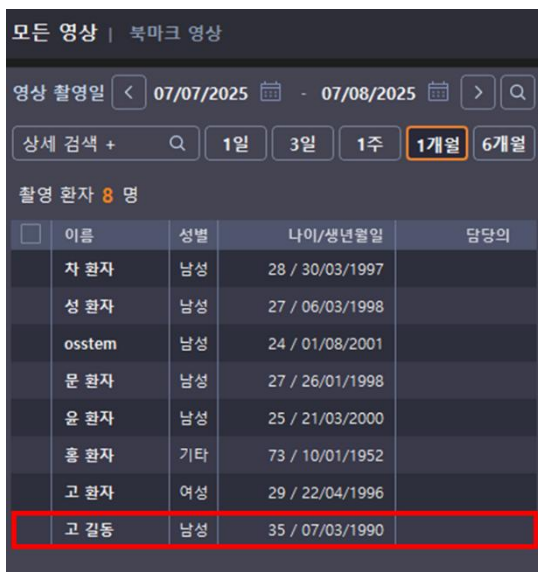 모든 영상 | 북마크 영상
영상 촬영일 < 07/07/2025 - 07/08/2025 >
상세 검색 + 1일 3일 1주 1개월 6개월
촬영 환자 8 명
이름 성별 나이/생년월일 담당의
차 환자 남성 28 / 30/03/1997
성 환자 남성 27 / 06/03/1998
osstem 남성 24 / 01/08/2001
문 환자 남성 27 / 26/01/1998
윤 환자 남성 25 / 21/03/2000
홍 환자 기타 73 / 10/01/1952
고 환자 여성 29 / 22/04/1996
고 길동 남성 35 / 07/03/1990